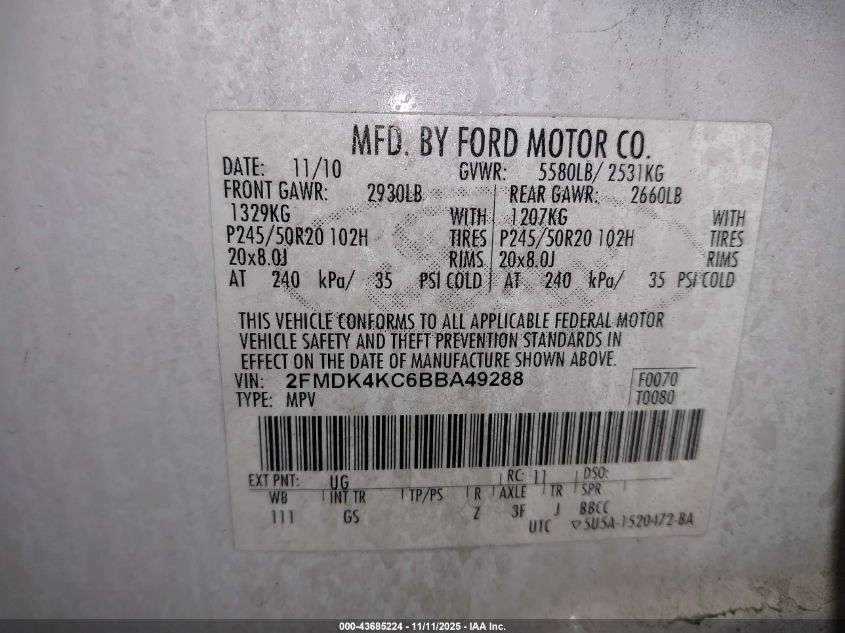 MFD. BY FORD MOTOR CO.
DATE: 11/10 GVWR: 5580LB/ 2531KG
FRONT GAWR: 2930LB REAR GAWR: 2660LB
1329KG WITH 1207KG WITH
P245/50R20 102H TIRES P245/50R20 102H TIRES
20x8.0J RIMS 20x8.0J RIMS
AT 240 kPa/ 35 PSI COLD AT 240 kPa/ 35 PSI COLD
THIS VEHICLE CONFORMS TO ALL APPLICABLE FEDERAL MOTOR
VEHICLE SAFETY AND THEFT PREVENTION STANDARDS IN
EFFECT ON THE DATE OF MANUFACTURE SHOWN ABOVE.
VIN: 2FMDK4KC6BBA49288 F0070
TYPE: MPV T0080
EXT PNT: UG RC: 11 DSO:
WB INT TR TP/PS R AXLE TR SPR
111 GS Z 3F J BBCC
UTC ▽5U5A-1520472-BA
000-43685224 - 11/11/2025 - IAA Inc.